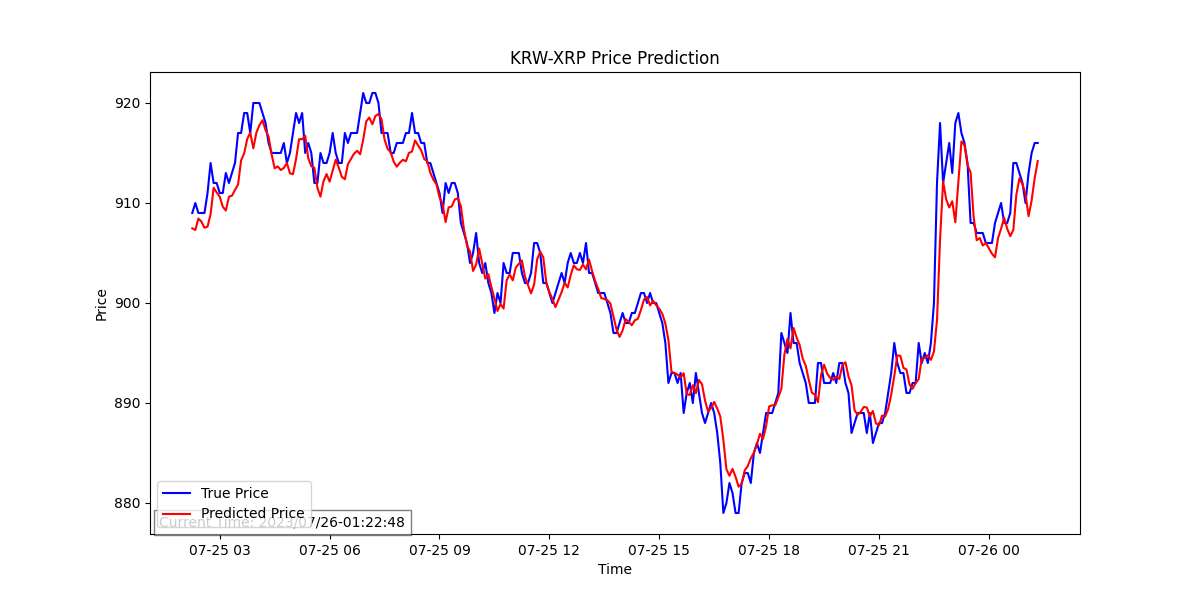 KRW-XRP Price Prediction
920
910
900
890
880
Price
True Price
Predicted Price
Current Time: 2023/07/26-01:22:48
07-25 03 07-25 06 07-25 09 07-25 12 07-25 15 07-25 18 07-25 21 07-26 00
Time